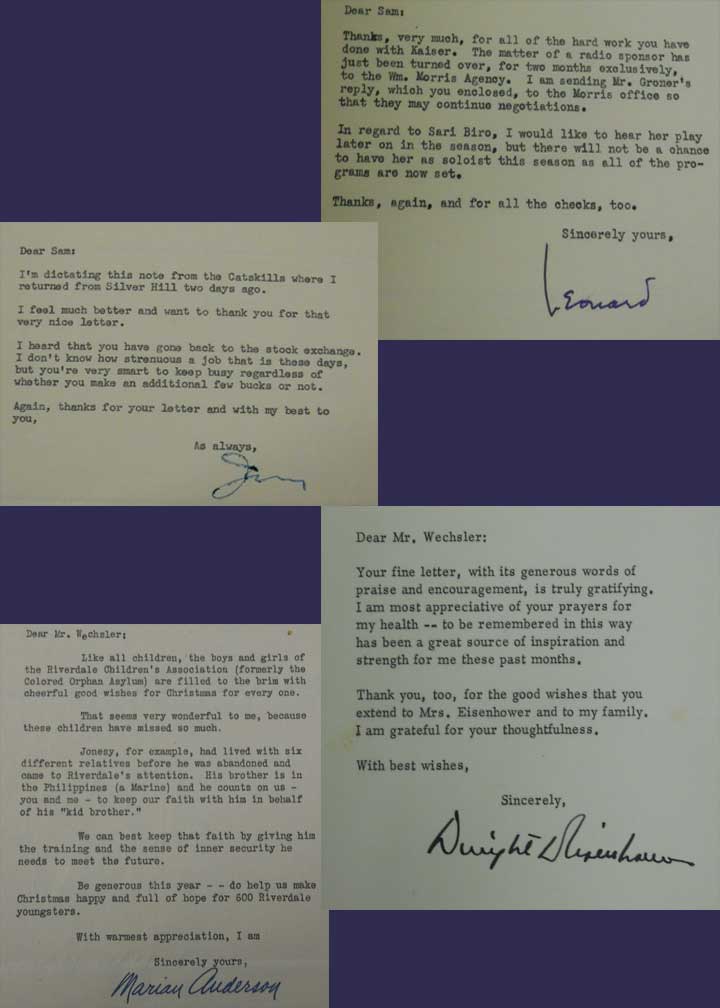 Dear Sam:
Thanks, very much, for all of the hard work you have
done with Kaiser. The matter of a radio sponsor has
just been turned over, for two months exclusively,
to the Wm. Morris Agency. I am sending Mr. Groner's
reply, which you enclosed, to the Morris office so
that they may continue negotiations.
In regard to Sari Biro, I would like to hear her play
later on in the season, but there will not be a chance
to have her as soloist this season as all of the pro-
grams are now set.
Thanks, again, and for all the checks, too.
Sincerely yours,
Leonard
Dear Sam:
I'm dictating this note from the Catskills where I
returned from Silver Hill two days ago.
I feel much better and want to thank you for that
very nice letter.
I heard that you have gone back to the stock exchange.
I don't know how strenuous a job that is these days,
but you're very smart to keep busy regardless of
whether you make an additional few bucks or not.
Again, thanks for your letter and with my best to
you,
As always,
Dear Mr. Wechsler:
Your fine letter, with its generous words of
praise and encouragement, is truly gratifying.
I am most appreciative of your prayers for
my health -- to be remembered in this way
has been a great source of inspiration and
strength for me these past months.
Thank you, too, for the good wishes that you
extend to Mrs. Eisenhower and to my family.
I am grateful for your thoughtfulness.
With best wishes,
Sincerely,
Dwight D Eisenhower
Dear Mr. Wechsler:
Like all children, the boys and girls of
the Riverdale Children's Association (formerly the
Colored Orphan Asylum) are filled to the brim with
cheerful good wishes for Christmas for every one.
That seems very wonderful to me, because
these children have missed so much.
Jonesy, for example, had lived with six
different relatives before he was abandoned and
came to Riverdale's attention. His brother is in
the Philippines (a Marine) and he counts on us -
you and me - to keep our faith with him in behalf
of his "kid brother."
We can best keep that faith by giving him
the training and the sense of inner security he
needs to meet the future.
Be generous this year - - do help us make
Christmas happy and full of hope for 600 Riverdale
youngsters.
With warmest appreciation, I am
Sincerely yours,
Marian Anderson